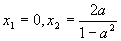 x₁ = 0, x₂ = 2a / (1 − a²)